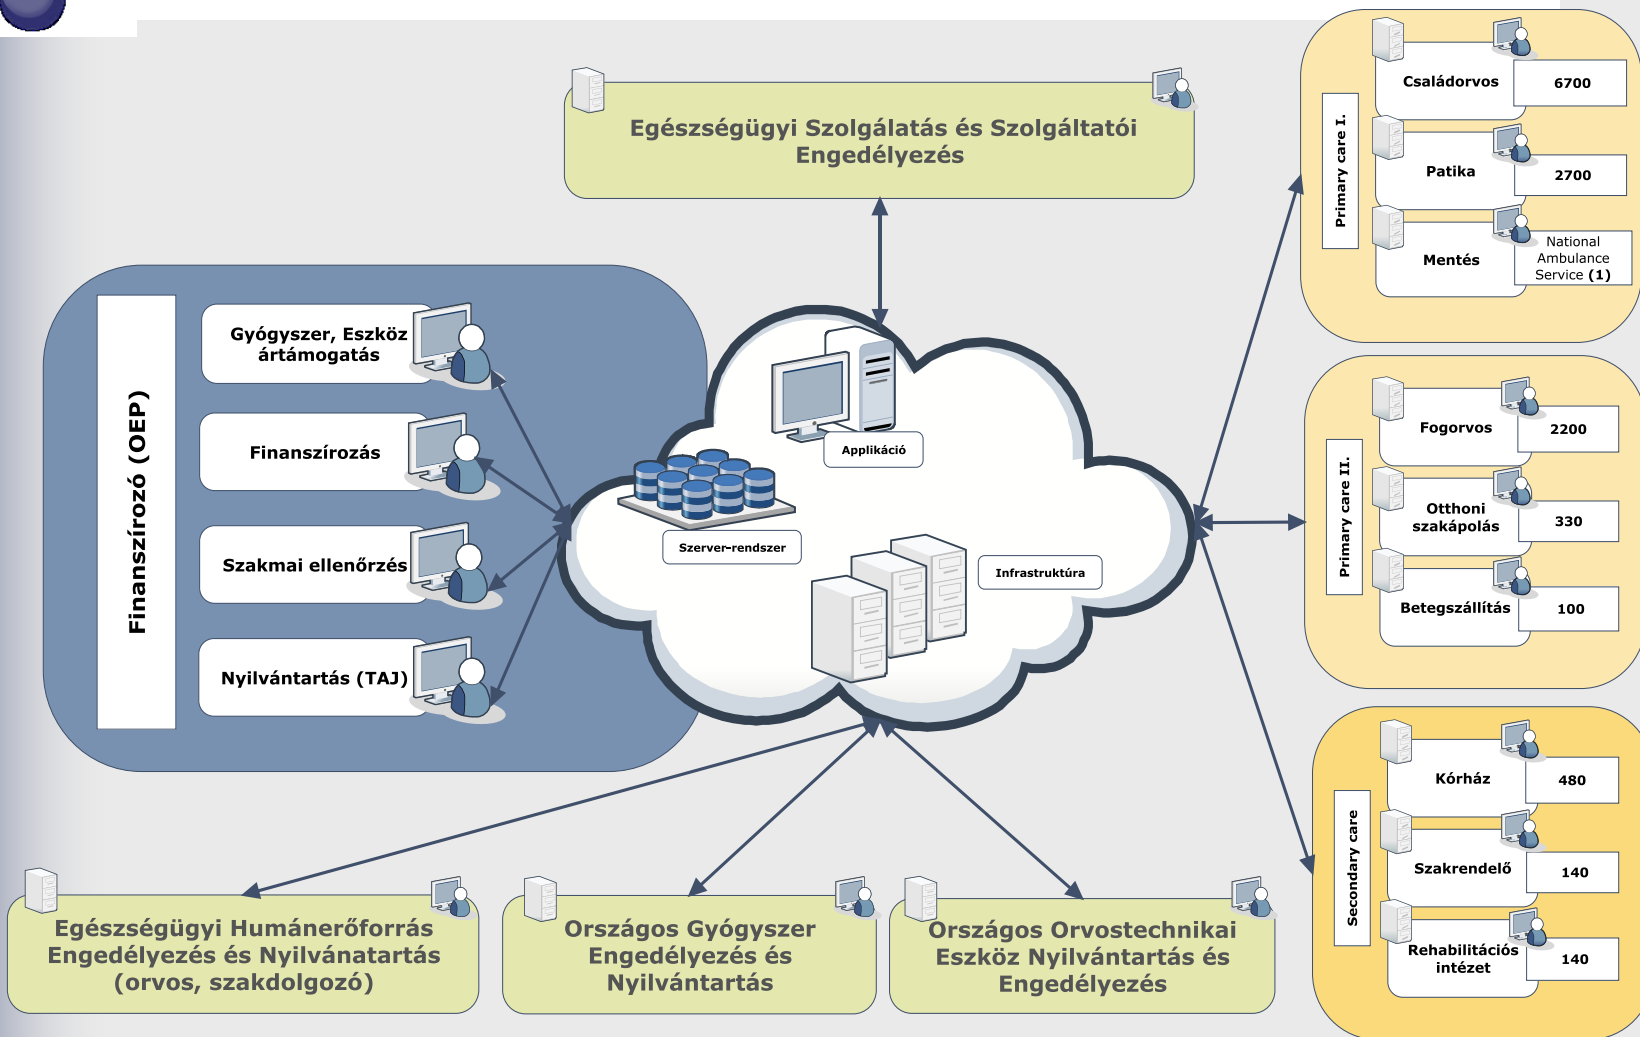 Egészségügyi Szolgálatás és Szolgáltatói
Engedélyezés
Finanszírozó (OEP)
Gyógyszer, Eszköz
ártámogatás
Finanszírozás
Szakmai ellenőrzés
Nyilvántartás (TAJ)
Applikáció
Szerver-rendszer
Infrastruktúra
Primary care I.
Családorvos
6700
Patika
2700
Mentés
National
Ambulance
Service (1)
Primary care II.
Fogorvos
2200
Otthoni
szakápolás
330
Betegszállítás
100
Secondary care
Kórház
480
Szakrendelő
140
Rehabilitációs
intézet
140
Egészségügyi Humánerőforrás
Engedélyezés és Nyilvánatartás
(orvos, szakdolgozó)
Országos Gyógyszer
Engedélyezés és
Nyilvántartás
Országos Orvostechnikai
Eszköz Nyilvántartás és
Engedélyezés